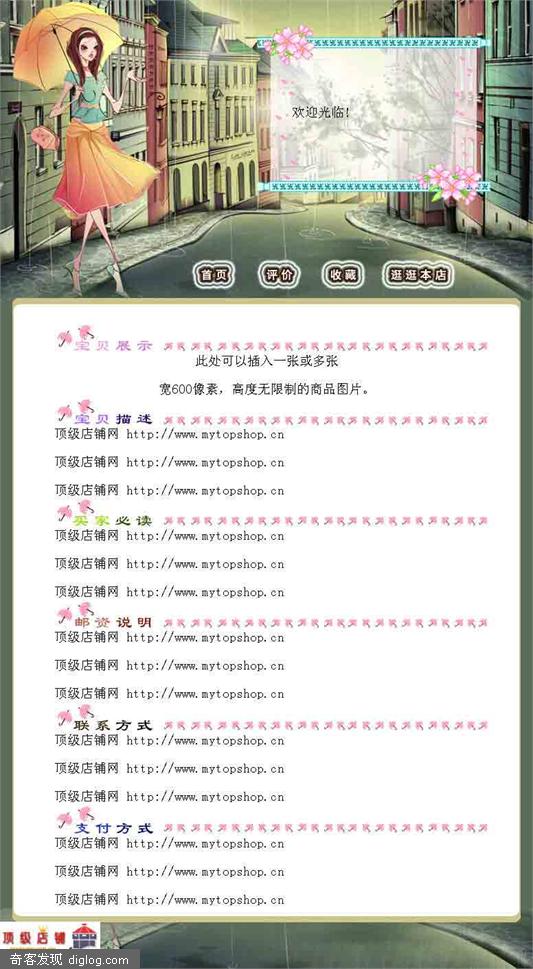 欢迎光临!
首页 评价 收藏 逛逛本店
宝贝展示
此处可以插入一张或多张
宽600像素，高度无限制的商品图片。
宝贝描述
顶级店铺网 http://www.mytopshop.cn
顶级店铺网 http://www.mytopshop.cn
顶级店铺网 http://www.mytopshop.cn
买家必读
顶级店铺网 http://www.mytopshop.cn
顶级店铺网 http://www.mytopshop.cn
顶级店铺网 http://www.mytopshop.cn
邮资说明
顶级店铺网 http://www.mytopshop.cn
顶级店铺网 http://www.mytopshop.cn
顶级店铺网 http://www.mytopshop.cn
联系方式
顶级店铺网 http://www.mytopshop.cn
顶级店铺网 http://www.mytopshop.cn
顶级店铺网 http://www.mytopshop.cn
支付方式
顶级店铺网 http://www.mytopshop.cn
顶级店铺网 http://www.mytopshop.cn
顶级店铺网 http://www.mytopshop.cn
顶级店铺
奇客发现 diglog.com